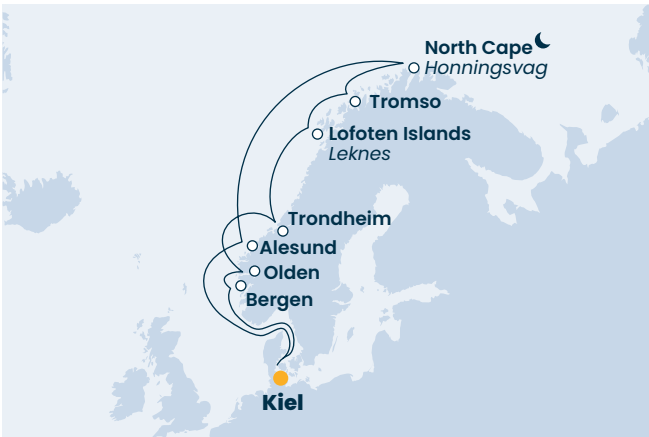 North Cape
Honningsvag
Tromso
Lofoten Islands
Leknes
Trondheim
Alesund
Olden
Bergen
Kiel